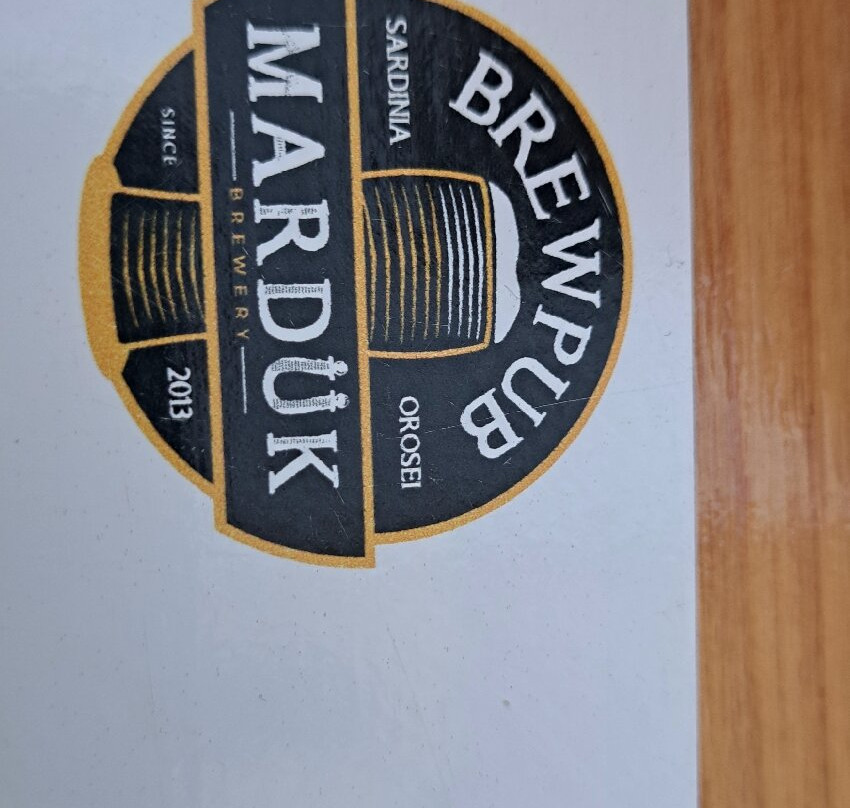 BREWPUB
SARDINIA OROSEI
MARDÜK
BREWERY
SINCE 2013